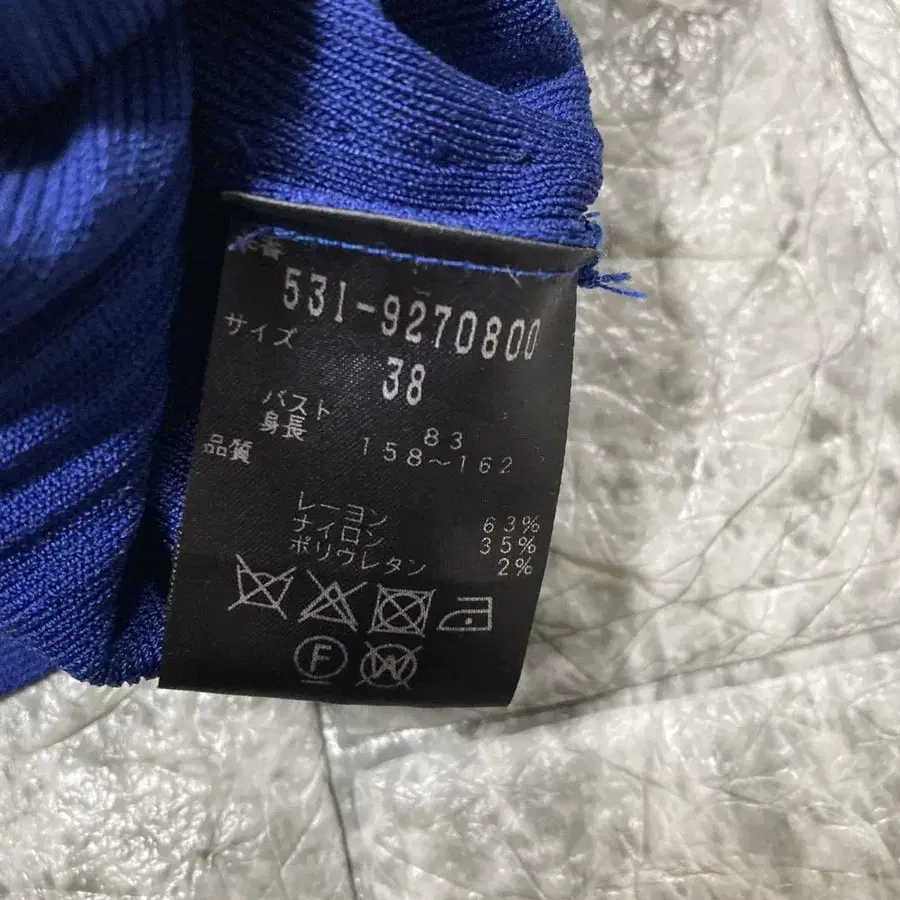 531-9270800
サイズ
38
バスト
83
身長
158~162
品質
レーヨン 63%
ナイロン 35%
ポリウレタン 2%
F
W